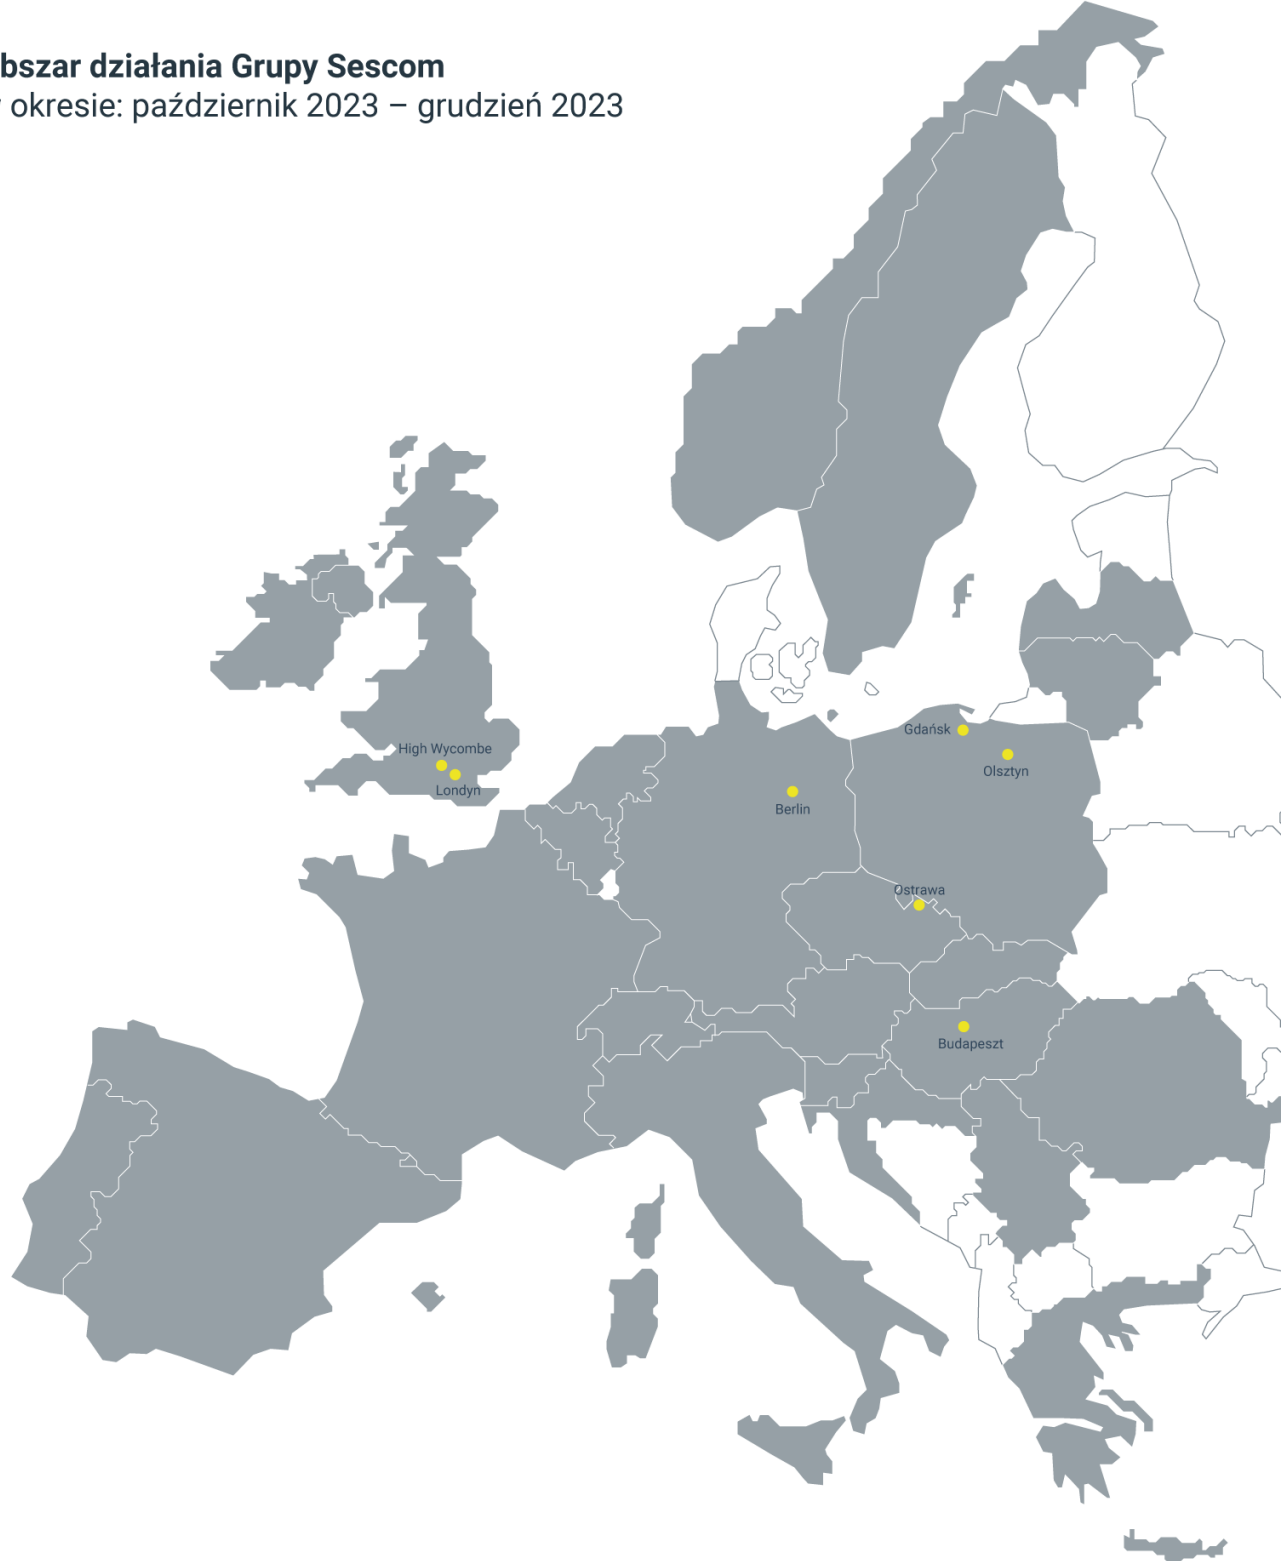 bszar działania Grupy Sescom
okresie: październik 2023 – grudzień 2023
High Wycombe
Londyn
Gdańsk
Olsztyn
Berlin
Ostrawa
Budapeszt